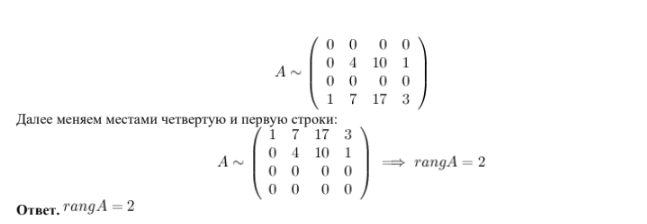 0 0 0 0
0 4 10 1
A ∼
0 0 0 0
1 7 17 3
Далее меняем местами четвертую и первую строки:
1 7 17 3
0 4 10 1
A ∼ ⟹ rangA = 2
0 0 0 0
0 0 0 0
Ответ. rangA = 2